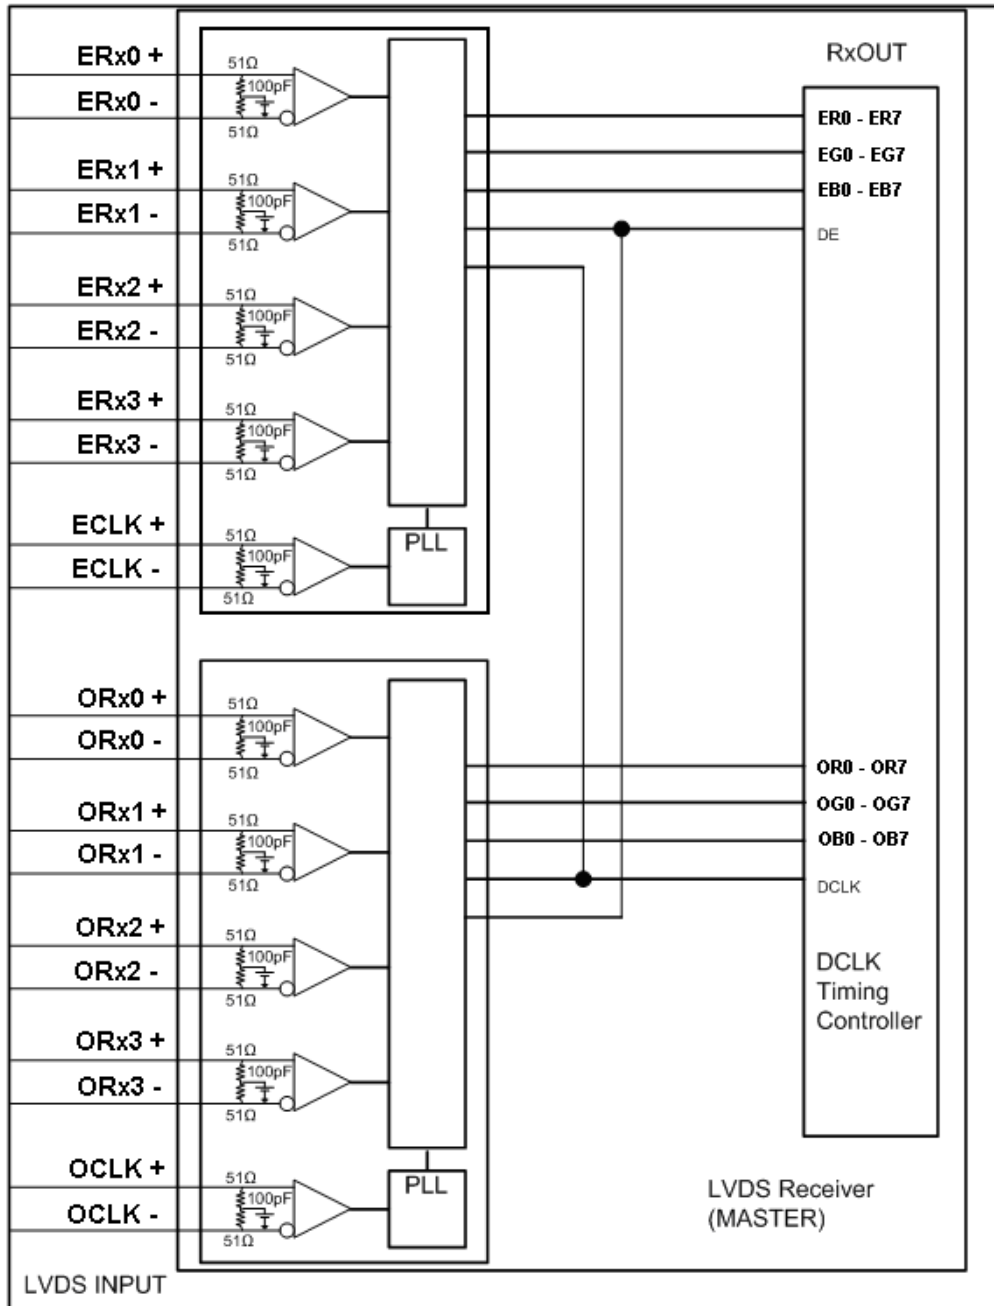 RxOUT
ERx0 +
51Ω
100pF
ERx0 -
51Ω
ER0 - ER7
EG0 - EG7
ERx1 +
51Ω
100pF
ERx1 -
51Ω
EB0 - EB7
DE
ERx2 +
51Ω
100pF
ERx2 -
51Ω
ERx3 +
51Ω
100pF
ERx3 -
51Ω
ECLK +
51Ω
100pF
ECLK -
51Ω
PLL
ORx0 +
51Ω
100pF
ORx0 -
51Ω
OR0 - OR7
OG0 - OG7
ORx1 +
51Ω
100pF
ORx1 -
51Ω
OB0 - OB7
DCLK
ORx2 +
51Ω
100pF
ORx2 -
51Ω
DCLK
Timing
Controller
ORx3 +
51Ω
100pF
ORx3 -
51Ω
OCLK +
51Ω
100pF
OCLK -
51Ω
PLL
LVDS Receiver
(MASTER)
LVDS INPUT